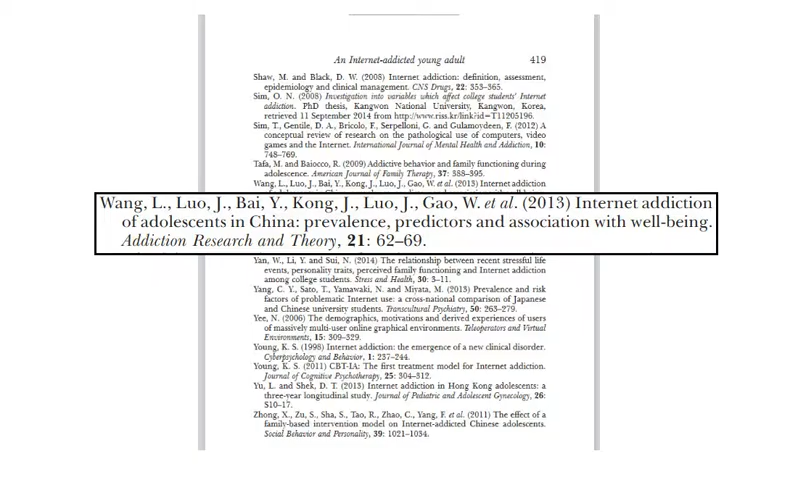 An Internet-addicted young adult 419
Shaw, M. and Black, D. W. (2008) Internet addiction: definition, assessment,
epidemiology and clinical management. CNS Drugs, 22: 353–365.
Sim, O. N. (2008) Investigation into variables which affect college students' Internet
addiction. PhD thesis, Kangwon National University, Kangwon, Korea,
retrieved 11 September 2014 from http://www.riss.kr/link?id=T11205196.
Sim, T., Gentile, D. A., Bricolo, F., Serpelloni, G. and Gulamoydeen, F. (2012) A
conceptual review of research on the pathological use of computers, video
games and the Internet. International Journal of Mental Health and Addiction, 10:
748–769.
Tafa, M. and Baiocco, R. (2009) Addictive behavior and family functioning during
adolescence. American Journal of Family Therapy, 37: 388–395.
Wang, L., Luo, J., Bai, Y., Kong, J., Luo, J., Gao, W. et al. (2013) Internet addiction
Wang, L., Luo, J., Bai, Y., Kong, J., Luo, J., Gao, W. et al. (2013) Internet addiction
of adolescents in China: prevalence, predictors and association with well-being.
Addiction Research and Theory, 21: 62–69.
Yan, W., Li, Y. and Sui, N. (2014) The relationship between recent stressful life
events, personality traits, perceived family functioning and Internet addiction
among college students. Stress and Health, 30: 3–11.
Yang, C. Y., Sato, T., Yamawaki, N. and Miyata, M. (2013) Prevalence and risk
factors of problematic Internet use: a cross-national comparison of Japanese
and Chinese university students. Transcultural Psychiatry, 50: 263–279.
Yee, N. (2006) The demographics, motivations and derived experiences of users
of massively multi-user online graphical environments. Teleoperators and Virtual
Environments, 15: 309–329.
Young, K. S. (1998) Internet addiction: the emergence of a new clinical disorder.
Cyberpsychology and Behavior, 1: 237–244.
Young, K. S. (2011) CBT-IA: The first treatment model for Internet addiction.
Journal of Cognitive Psychotherapy, 25: 304–312.
Yu, L. and Shek, D. T. (2013) Internet addiction in Hong Kong adolescents: a
three-year longitudinal study. Journal of Pediatric and Adolescent Gynecology, 26:
S10–17.
Zhong, X., Zu, S., Sha, S., Tao, R., Zhao, C., Yang, F. et al. (2011) The effect of a
family-based intervention model on Internet-addicted Chinese adolescents.
Social Behavior and Personality, 39: 1021–1034.